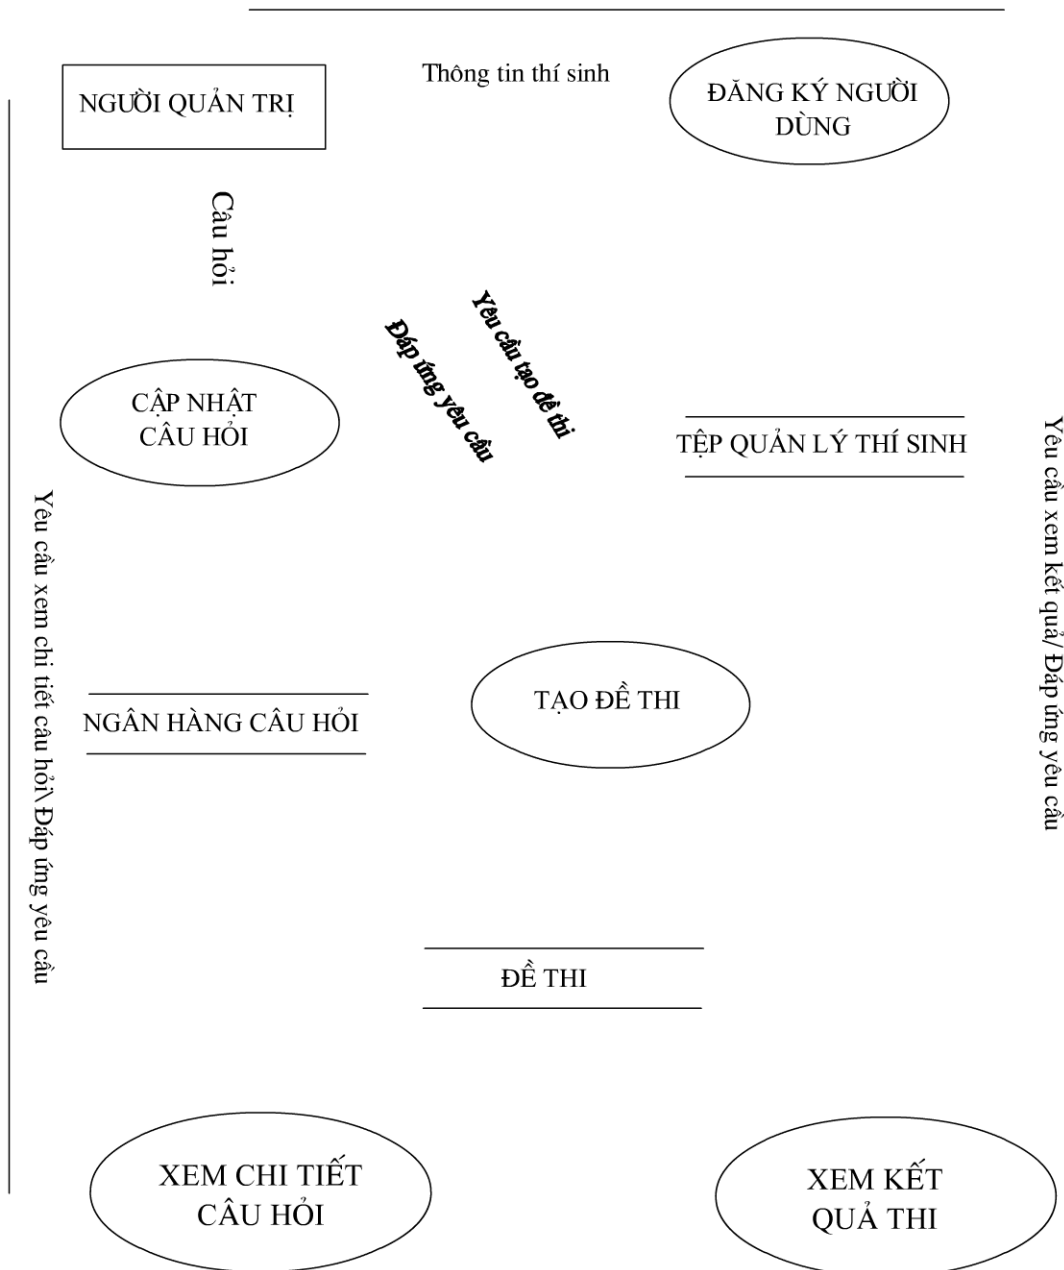 Thông tin thí sinh
NGƯỜI QUẢN TRỊ
ĐĂNG KÝ NGƯỜI
DÙNG
Câu hỏi
Yêu cầu tạo đề thi
Đáp ứng yêu cầu
CẬP NHẬT
CÂU HỎI
TỆP QUẢN LÝ THÍ SINH
Yêu cầu xem kết quả/ Đáp ứng yêu cầu
Yêu cầu xem chi tiết câu hỏi\ Đáp ứng yêu cầu
TẠO ĐỀ THI
NGÂN HÀNG CÂU HỎI
ĐỀ THI
XEM CHI TIẾT
CÂU HỎI
XEM KẾT
QUẢ THI